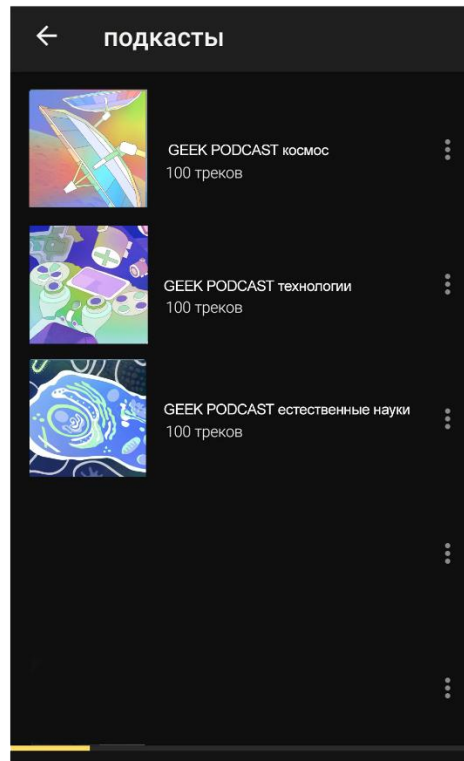 подкасты
GEEK PODCAST космос
100 треков
GEEK PODCAST технологии
100 треков
GEEK PODCAST естественные науки
100 треков